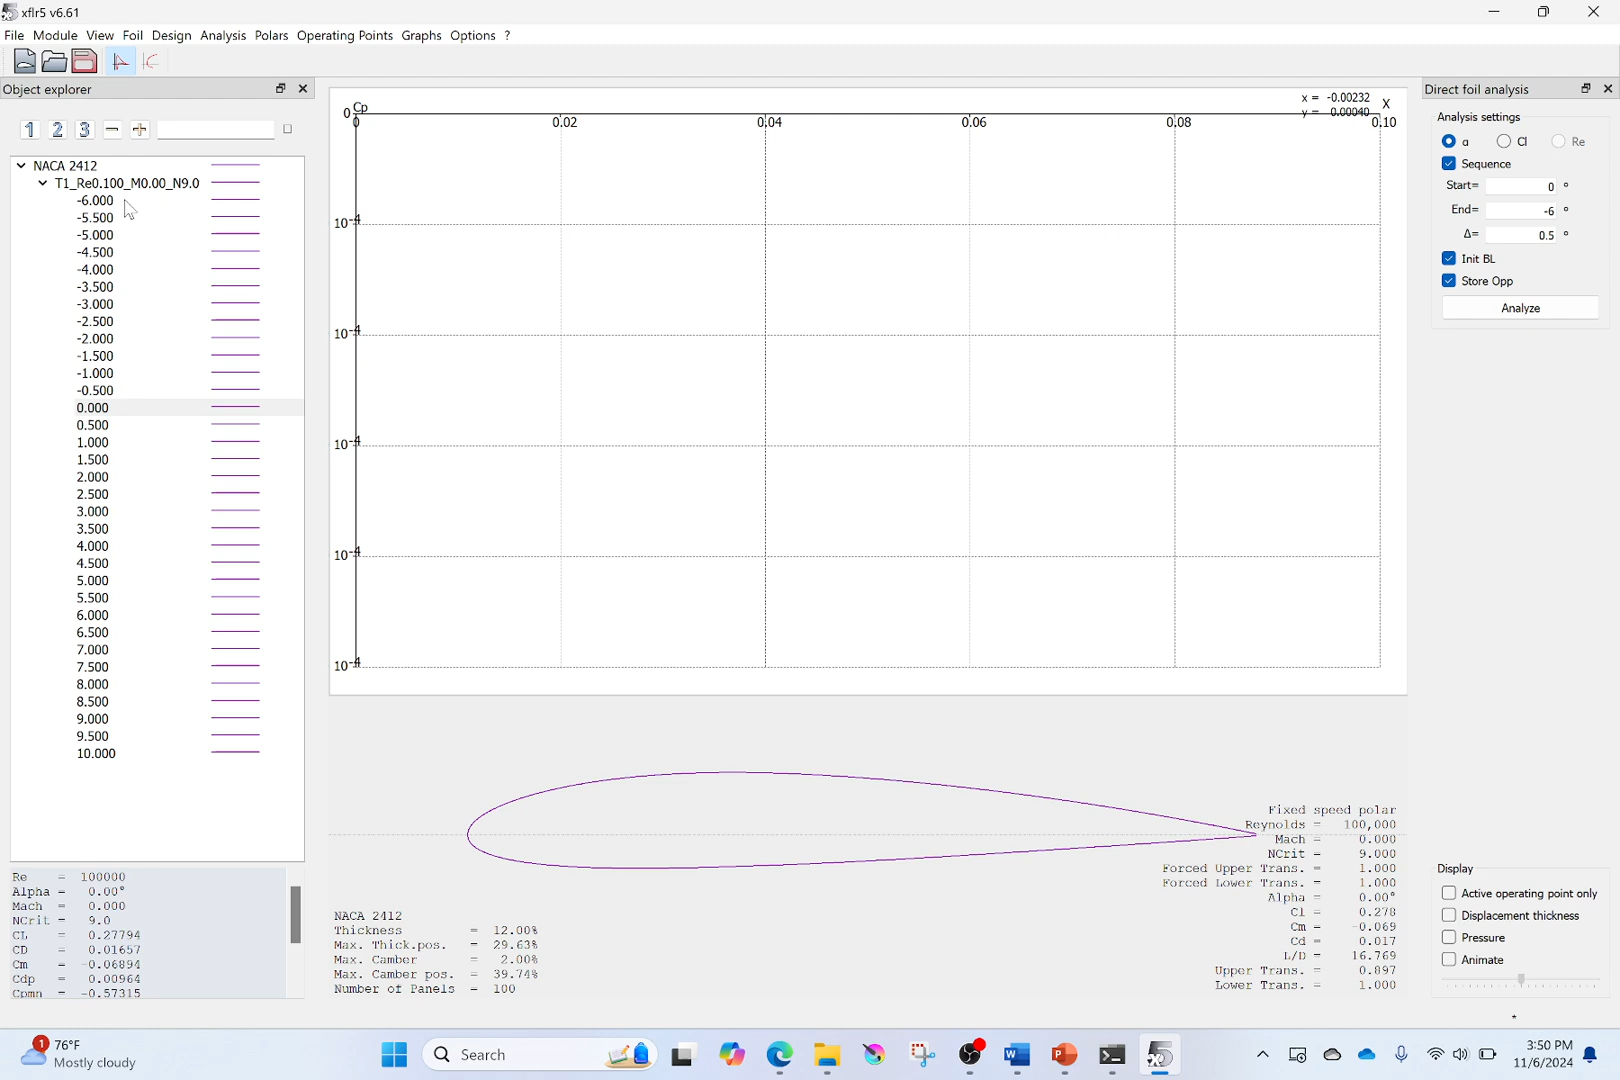 xflr5 v6.61
File Module View Foil Design Analysis Polars Operating Points Graphs Options ?
Object explorer
1 2 3 − +
NACA 2412
T1_Re0.100_M0.00_N9.0
-6.000
-5.500
-5.000
-4.500
-4.000
-3.500
-3.000
-2.500
-2.000
-1.500
-1.000
-0.500
0.000
0.500
1.000
1.500
2.000
2.500
3.000
3.500
4.000
4.500
5.000
5.500
6.000
6.500
7.000
7.500
8.000
8.500
9.000
9.500
10.000
Re = 100000
Alpha = 0.00°
Mach = 0.000
NCrit = 9.0
CL = 0.27794
CD = 0.01657
Cm = -0.06894
Cdp = 0.00964
Cpmn = -0.57315
Cp
x = -0.00232
y = 0.00040
X
0
0 0.02 0.04 0.06 0.08 0.10
10-4
10-4
10-4
10-4
10-4
NACA 2412
Thickness = 12.00%
Max. Thick.pos. = 29.63%
Max. Camber = 2.00%
Max. Camber pos. = 39.74%
Number of Panels = 100
Fixed speed polar
Reynolds = 100,000
Mach = 0.000
NCrit = 9.000
Forced Upper Trans. = 1.000
Forced Lower Trans. = 1.000
Alpha = 0.00°
Cl = 0.278
Cm = -0.069
Cd = 0.017
L/D = 16.769
Upper Trans. = 0.897
Lower Trans. = 1.000
Direct foil analysis
Analysis settings
α Cl Re
Sequence
Start= 0 °
End= -6 °
Δ= 0.5 °
Init BL
Store Opp
Analyze
Display
Active operating point only
Displacement thickness
Pressure
Animate
*
1
76°F
Mostly cloudy
Search
3:50 PM
11/6/2024